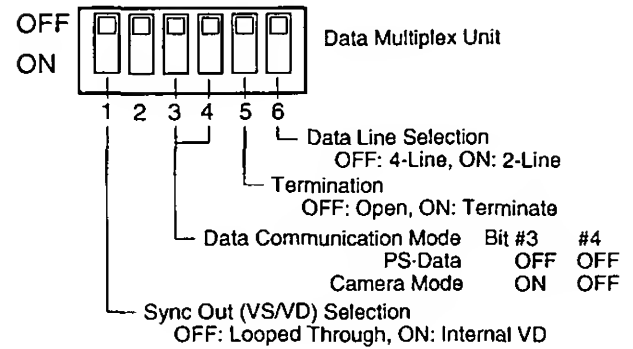 OFF
Data Multiplex Unit
ON
1 2 3 4 5 6
Data Line Selection
OFF: 4-Line, ON: 2-Line
Termination
OFF: Open, ON: Terminate
Data Communication Mode Bit #3 #4
PS·Data OFF OFF
Camera Mode ON OFF
Sync Out (VS/VD) Selection
OFF: Looped Through, ON: Internal VD